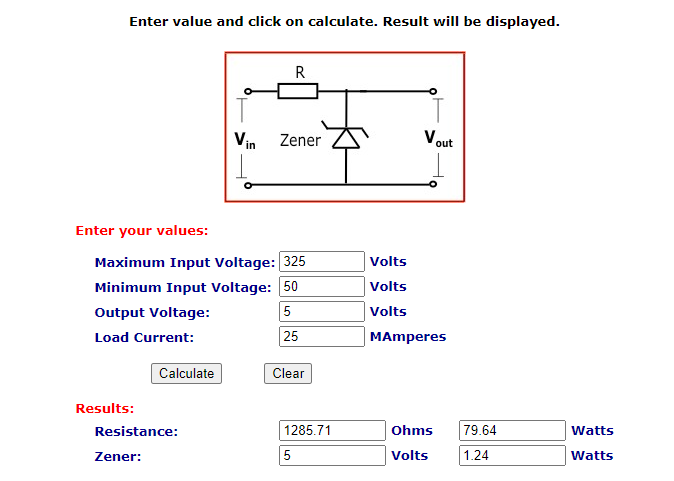 Enter value and click on calculate. Result will be displayed.
R
Vin Zener Vout
Enter your values:
Maximum Input Voltage: 325 Volts
Minimum Input Voltage: 50 Volts
Output Voltage: 5 Volts
Load Current: 25 MAmperes
Calculate Clear
Results:
Resistance: 1285.71 Ohms 79.64 Watts
Zener: 5 Volts 1.24 Watts